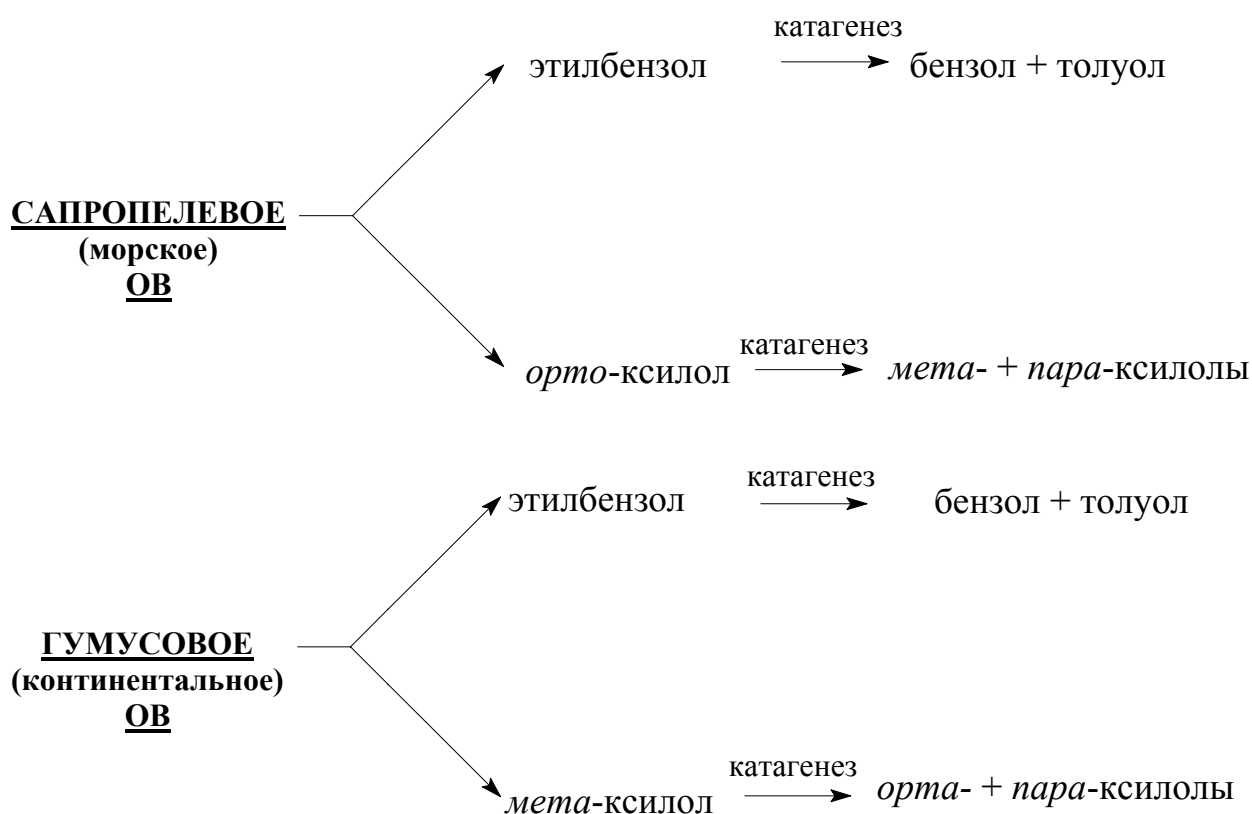 катагенез
этилбензол бензол + толуол
САПРОПЕЛЕВОЕ
(морское)
ОВ
катагенез
орто-ксилол мета- + пара-ксилолы
катагенез
этилбензол бензол + толуол
ГУМУСОВОЕ
(континентальное)
ОВ
катагенез
мета-ксилол орта- + пара-ксилолы